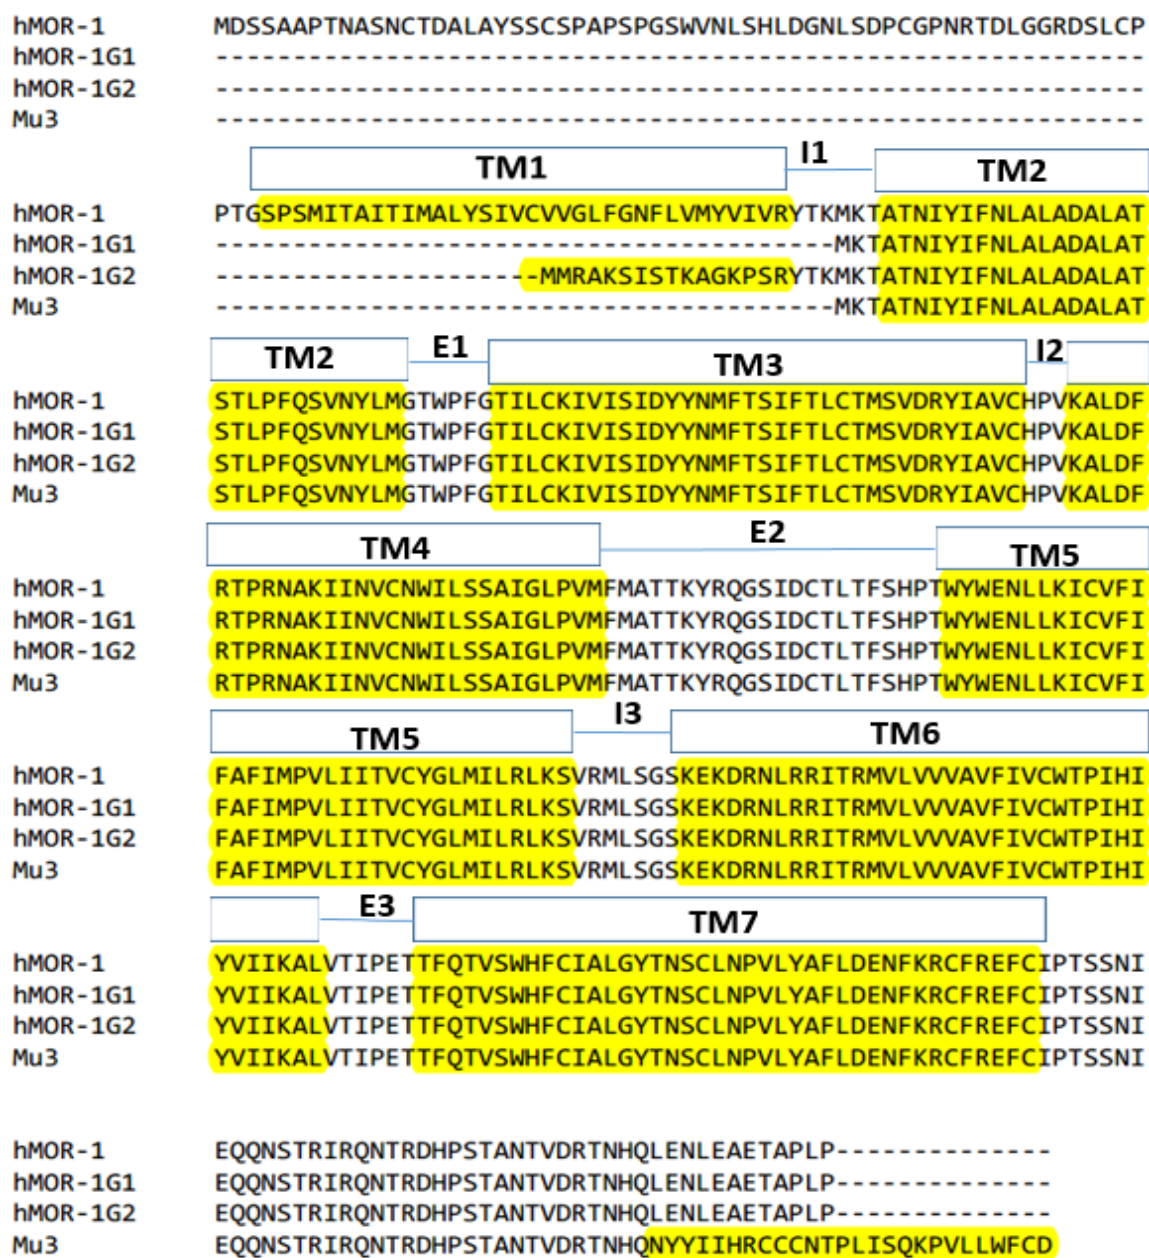 hMOR-1 MDSSAAPTNASNCTDALAYSSCSPAPSPGSWVNLSHLDGNLSDPCGPNRTDLGGRDSLCP
hMOR-1G1 ------------------------------------------------------------
hMOR-1G2 ------------------------------------------------------------
Mu3 ------------------------------------------------------------
TM1 I1 TM2
hMOR-1 PTGSPSMITAITIMALYSIVCVVGLFGNFLVMYVIVRYTKMKTATNIYIFNLALADALAT
hMOR-1G1 ----------------------------------------MKTATNIYIFNLALADALAT
hMOR-1G2 ---------------------MMRAKSISTKAGKPSRYTKMKTATNIYIFNLALADALAT
Mu3 ----------------------------------------MKTATNIYIFNLALADALAT
TM2 E1 TM3 I2
hMOR-1 STLPFQSVNYLMGTWPFGTILCKIVISIDYYNMFTSIFTLCTMSVDRYIAVCHPVKALDF
hMOR-1G1 STLPFQSVNYLMGTWPFGTILCKIVISIDYYNMFTSIFTLCTMSVDRYIAVCHPVKALDF
hMOR-1G2 STLPFQSVNYLMGTWPFGTILCKIVISIDYYNMFTSIFTLCTMSVDRYIAVCHPVKALDF
Mu3 STLPFQSVNYLMGTWPFGTILCKIVISIDYYNMFTSIFTLCTMSVDRYIAVCHPVKALDF
TM4 E2 TM5
hMOR-1 RTPRNAKIINVCNWILSSAIGLPVMFMATTKYRQGSIDCTLTFSHPTWYWENLLKICVFI
hMOR-1G1 RTPRNAKIINVCNWILSSAIGLPVMFMATTKYRQGSIDCTLTFSHPTWYWENLLKICVFI
hMOR-1G2 RTPRNAKIINVCNWILSSAIGLPVMFMATTKYRQGSIDCTLTFSHPTWYWENLLKICVFI
Mu3 RTPRNAKIINVCNWILSSAIGLPVMFMATTKYRQGSIDCTLTFSHPTWYWENLLKICVFI
TM5 I3 TM6
hMOR-1 FAFIMPVLIITVCYGLMILRLKSVRMLSGSKEKDRNLRRITRMVLVVVAVFIVCWTPIHI
hMOR-1G1 FAFIMPVLIITVCYGLMILRLKSVRMLSGSKEKDRNLRRITRMVLVVVAVFIVCWTPIHI
hMOR-1G2 FAFIMPVLIITVCYGLMILRLKSVRMLSGSKEKDRNLRRITRMVLVVVAVFIVCWTPIHI
Mu3 FAFIMPVLIITVCYGLMILRLKSVRMLSGSKEKDRNLRRITRMVLVVVAVFIVCWTPIHI
E3 TM7
hMOR-1 YVIIKALVTIPETTFQTVSWHFCIALGYTNSCLNPVLYAFLDENFKRCFREFCIPTSSNI
hMOR-1G1 YVIIKALVTIPETTFQTVSWHFCIALGYTNSCLNPVLYAFLDENFKRCFREFCIPTSSNI
hMOR-1G2 YVIIKALVTIPETTFQTVSWHFCIALGYTNSCLNPVLYAFLDENFKRCFREFCIPTSSNI
Mu3 YVIIKALVTIPETTFQTVSWHFCIALGYTNSCLNPVLYAFLDENFKRCFREFCIPTSSNI
hMOR-1 EQQNSTRIRQNTRDHPSTANTVDRTNHQLENLEAETAPLP--------------
hMOR-1G1 EQQNSTRIRQNTRDHPSTANTVDRTNHQLENLEAETAPLP--------------
hMOR-1G2 EQQNSTRIRQNTRDHPSTANTVDRTNHQLENLEAETAPLP--------------
Mu3 EQQNSTRIRQNTRDHPSTANTVDRTNHQNYYIIHRCCCNTPLISQKPVLLWFCD